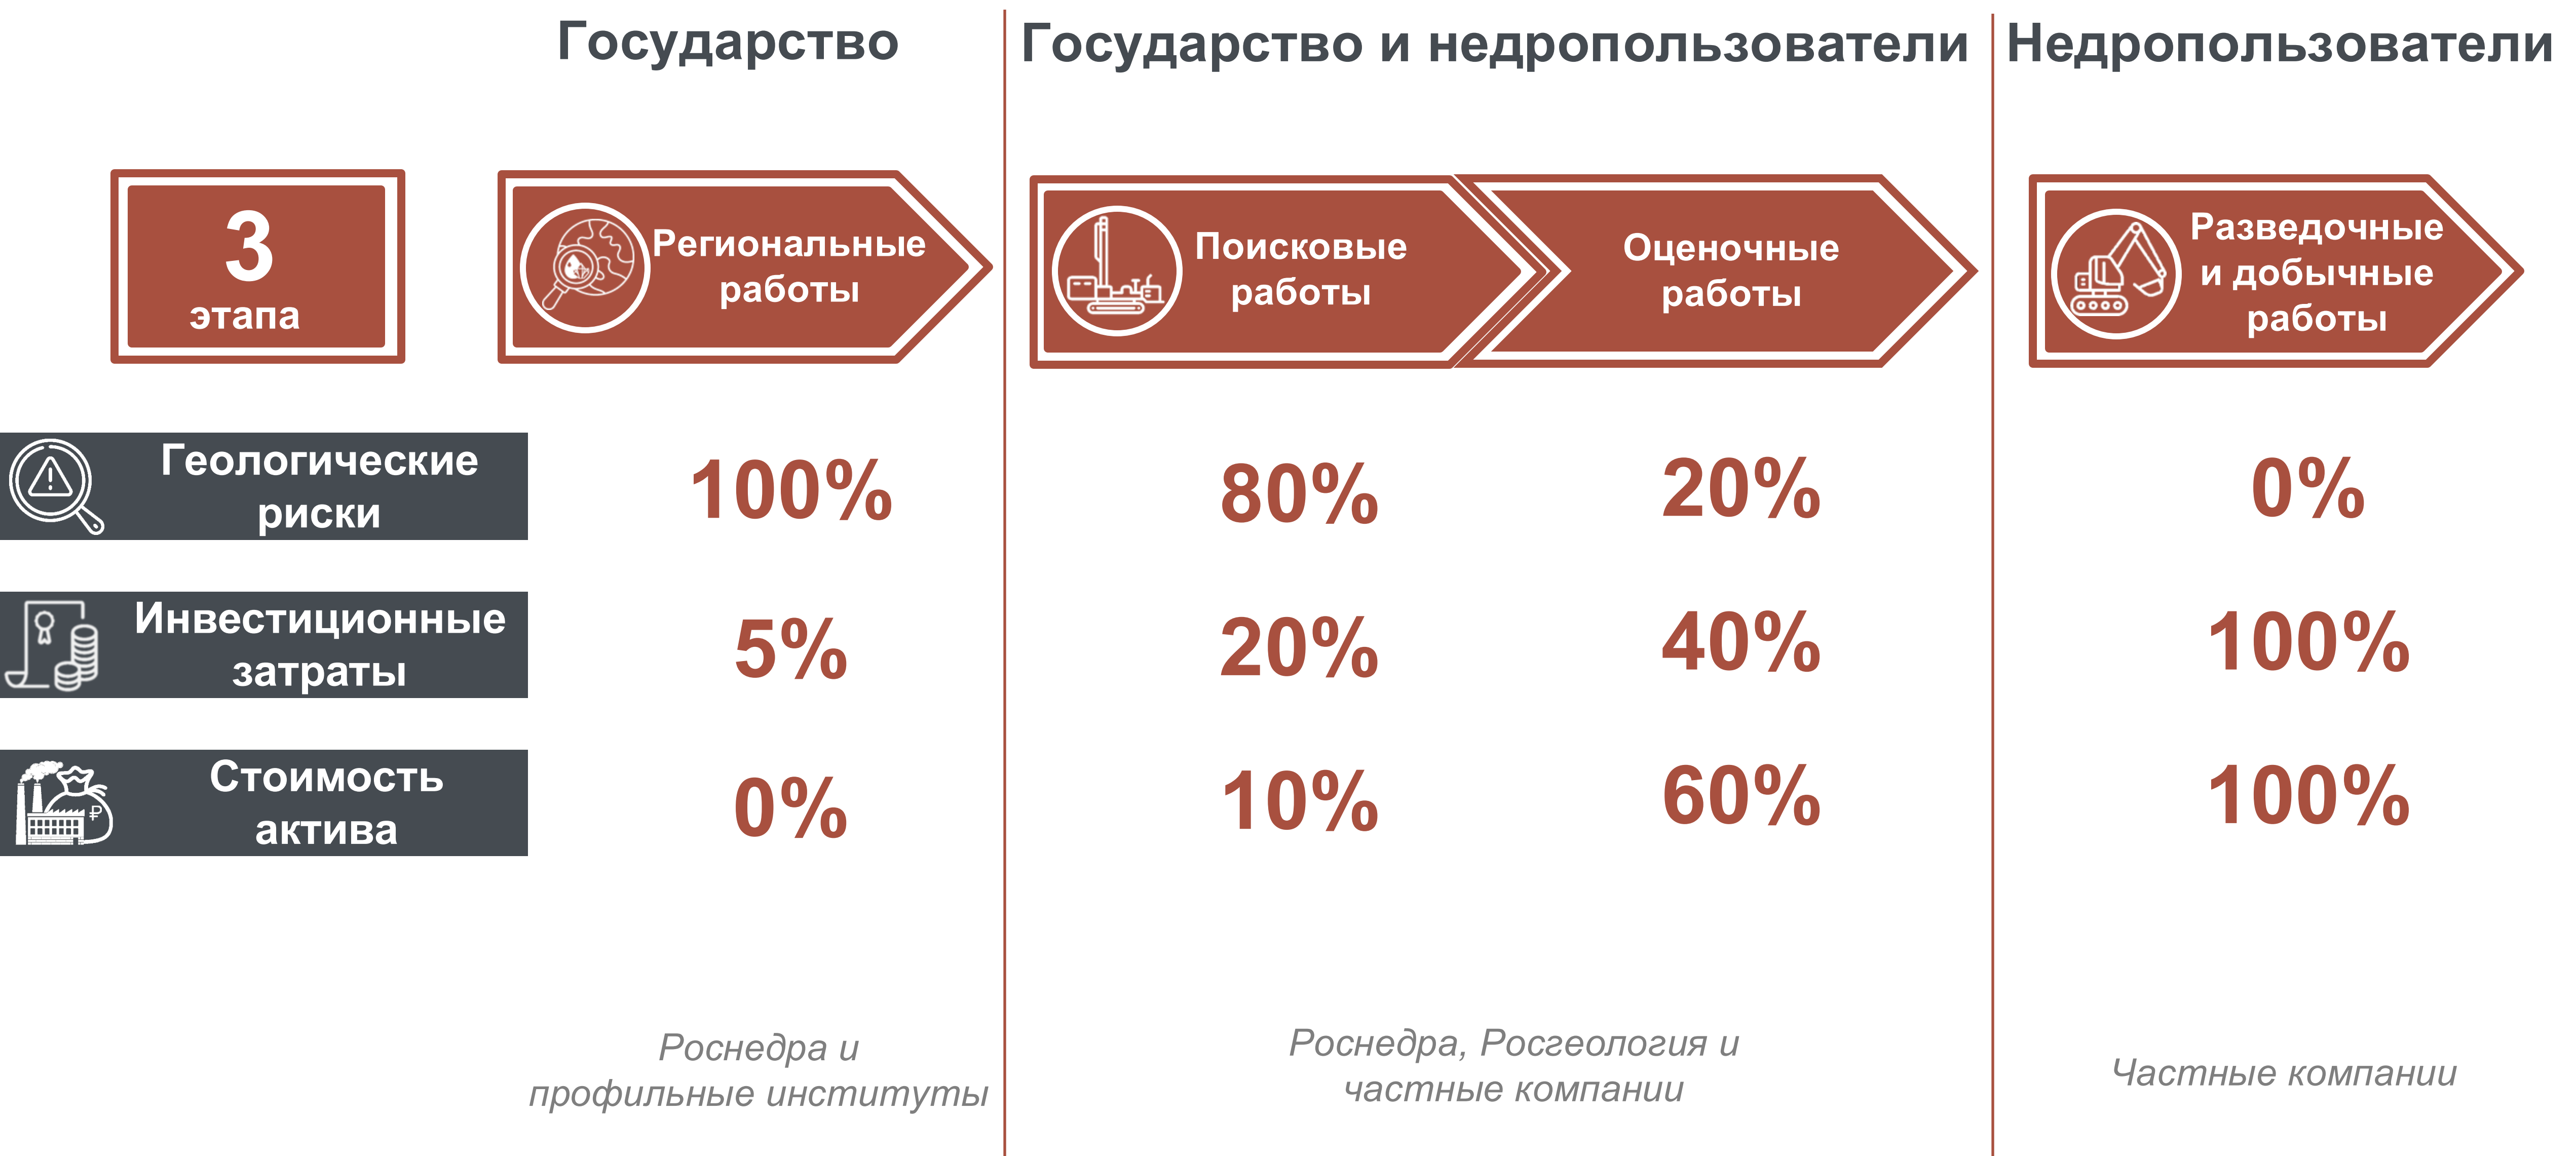 Государство
Государство и недропользователи
Недропользователи
3
этапа
Региональные
работы
Поисковые
работы
Оценочные
работы
Разведочные
и добычные
работы
Геологические
риски
100%
80%
20%
0%
Инвестиционные
затраты
5%
20%
40%
100%
Стоимость
актива
₽
0%
10%
60%
100%
Роснедра и
профильные институты
Роснедра, Росгеология и
частные компании
Частные компании